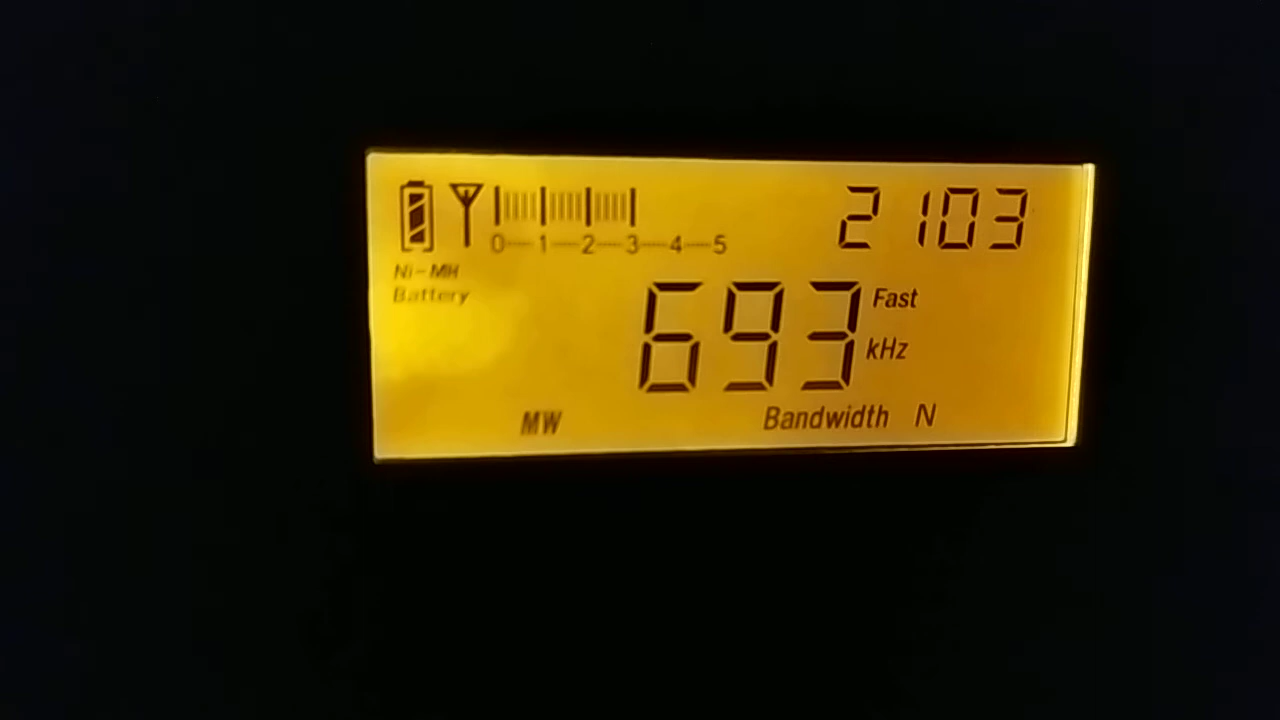 2103
0-1-2-3-4-5
Ni-MH
Battery
693 Fast
kHz
MW Bandwidth N